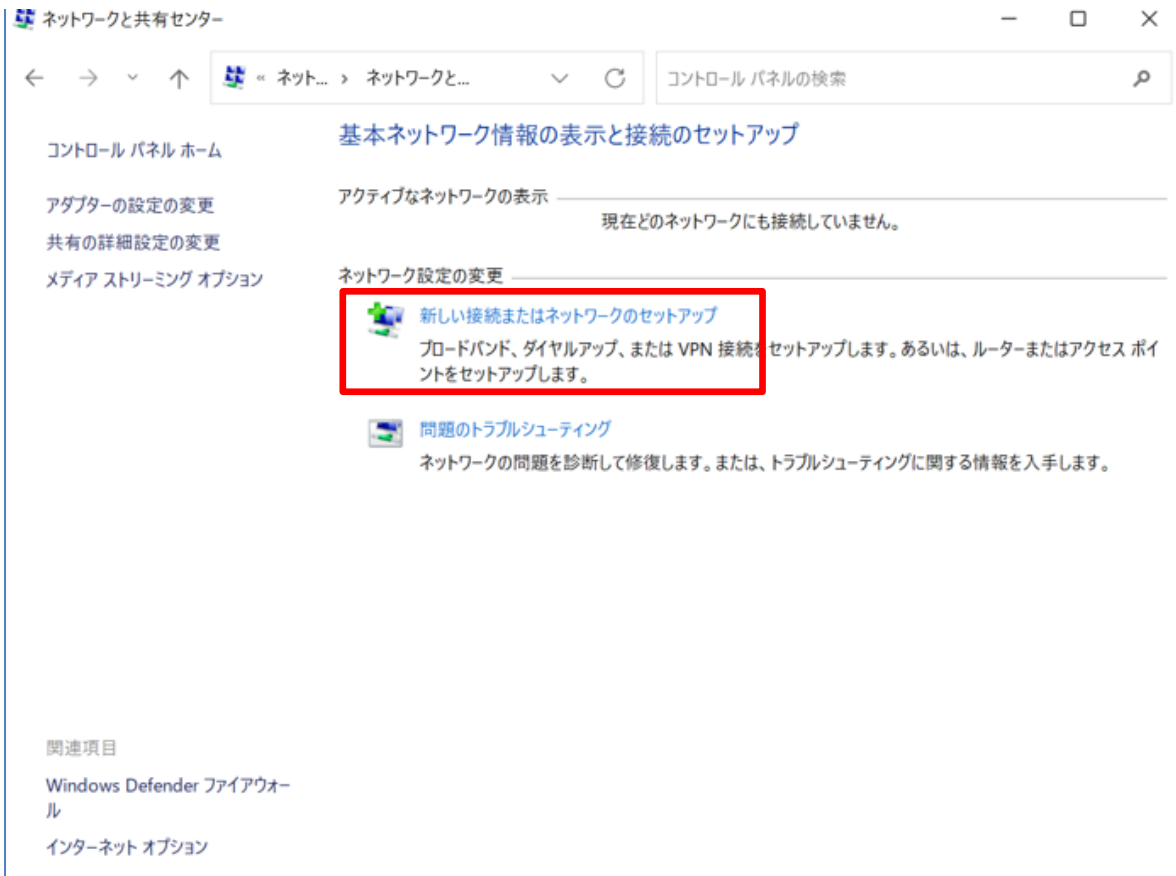 ネットワークと共有センター
« ネット... › ネットワークと...
コントロール パネルの検索
コントロール パネル ホーム
アダプターの設定の変更
共有の詳細設定の変更
メディア ストリーミング オプション
基本ネットワーク情報の表示と接続のセットアップ
アクティブなネットワークの表示
現在どのネットワークにも接続していません。
ネットワーク設定の変更
新しい接続またはネットワークのセットアップ
ブロードバンド、ダイヤルアップ、または VPN 接続をセットアップします。あるいは、ルーターまたはアクセス ポイ
ントをセットアップします。
問題のトラブルシューティング
ネットワークの問題を診断して修復します。または、トラブルシューティングに関する情報を入手します。
関連項目
Windows Defender ファイアウォー
ル
インターネット オプション